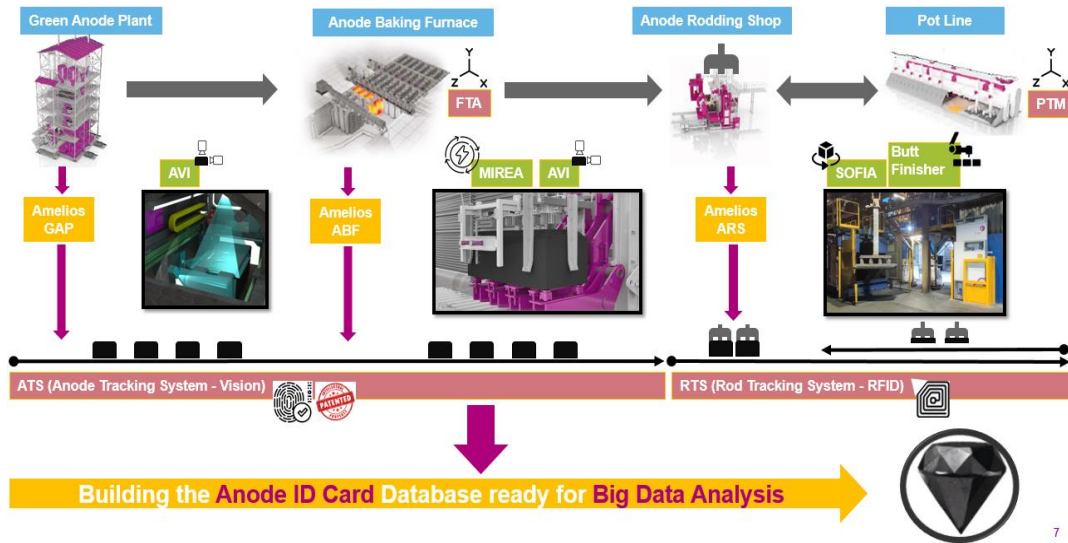 Green Anode Plant
Anode Baking Furnace
Anode Rodding Shop
Pot Line
Y
Z X
FTA
Y
Z X
PTM
AVI
MIREA
AVI
SOFIA
Butt
Finisher
Amelios
GAP
Amelios
ABF
Amelios
ARS
ATS (Anode Tracking System - Vision)
PATENTED
RTS (Rod Tracking System - RFID)
Building the Anode ID Card Database ready for Big Data Analysis
7